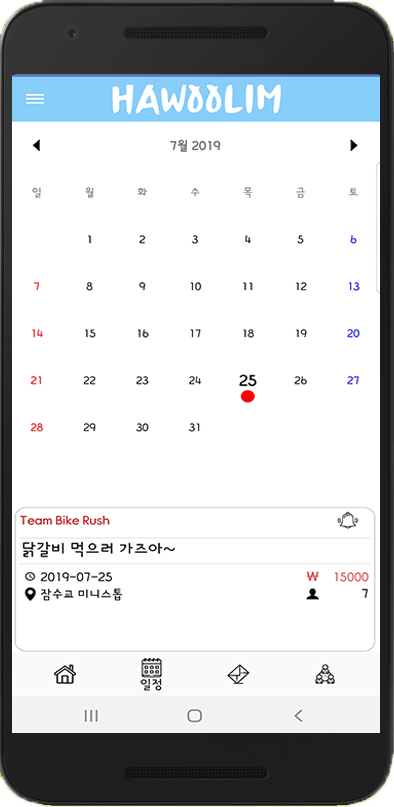 HAWOOLIM
7월 2019
일 월 화 수 목 금 토
1 2 3 4 5 6
7 8 9 10 11 12 13
14 15 16 17 18 19 20
21 22 23 24 25 26 27
28 29 30 31
Team Bike Rush
닭갈비 먹으러 가즈아~
2019-07-25 ₩ 15000
잠수교 미니스톱 7
일정